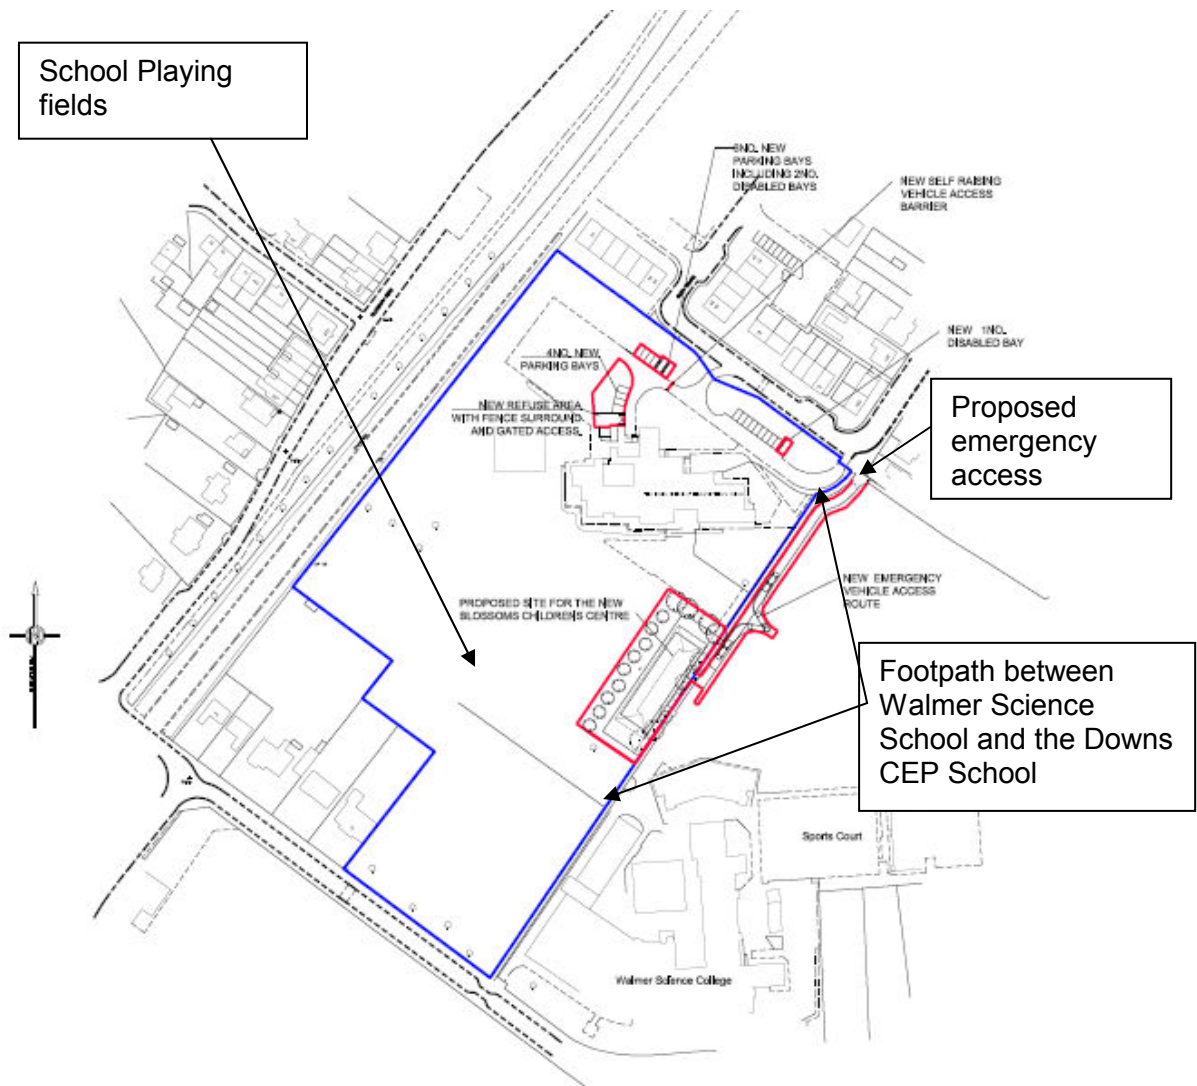 School Playing
fields
6NO. NEW
PARKING BAYS
INCLUDING 2NO.
DISABLED BAYS
NEW SELF RAISING
VEHICLE ACCESS
BARRIER
NEW 1NO.
DISABLED BAY
4NO. NEW
PARKING BAYS
NEW REFUSE AREA
WITH FENCE SURROUND
AND GATED ACCESS.
Proposed
emergency
access
NEW EMERGENCY
VEHICLE ACCESS
ROUTE
PROPOSED SITE FOR THE NEW
BLOSSOMS CHILDRENS CENTRE
Footpath between
Walmer Science
School and the Downs
CEP School
Sports Court
Walmer Science College